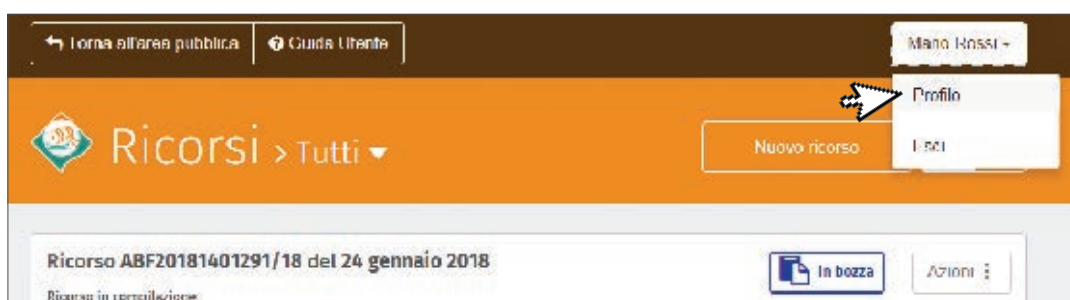 Torna all'area pubblica Guida Utente Mario Rossi
Profilo
Ricorsi > Tutti Nuovo ricorso Esci
Ricorso ABF20181401291/18 del 24 gennaio 2018 In bozza Azioni
Ricorso in compilazione